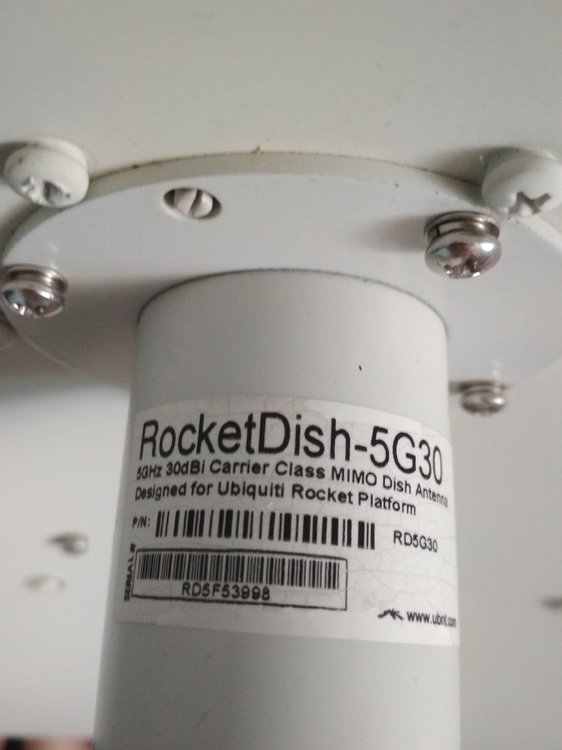 RocketDish-5G30
5GHz 30dBi Carrier Class MIMO Dish Antenna
Designed for Ubiquiti Rocket Platform
P/N: RD5G30
SERIAL #
RD5F53998
www.ubnt.com